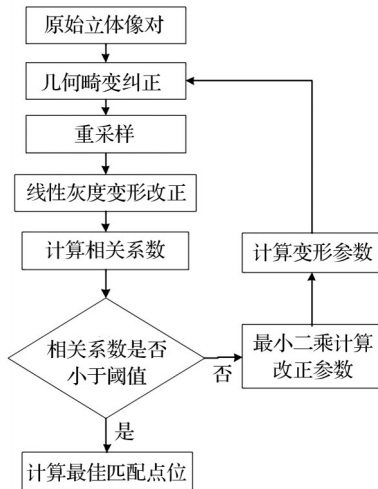 原始立体像对
几何畸变纠正
重采样
线性灰度变形改正
计算相关系数
计算变形参数
相关系数是否
小于阈值
否
最小二乘计算
改正参数
是
计算最佳匹配点位